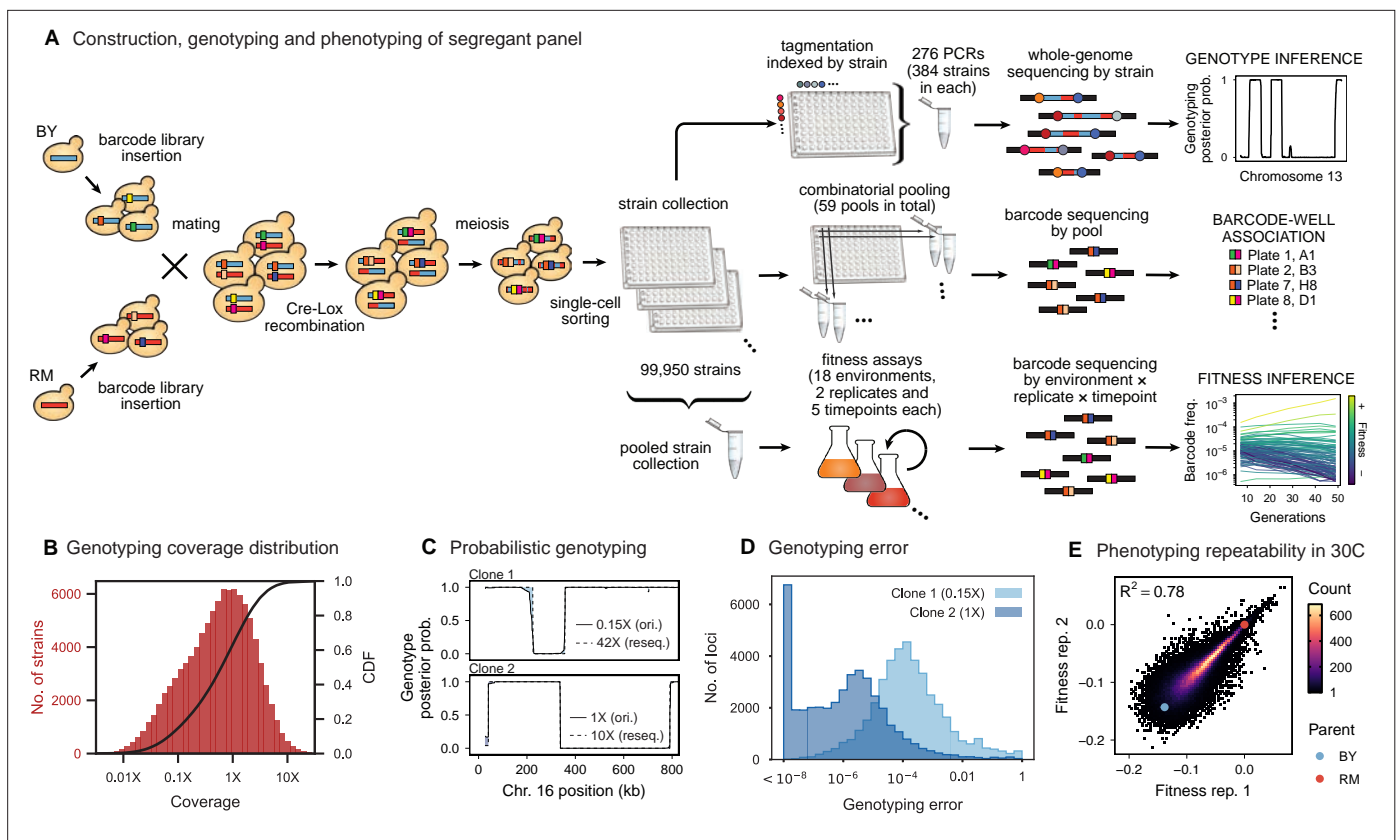 A Construction, genotyping and phenotyping of segregant panel
BY
barcode library
insertion
mating
RM
barcode library
insertion
Cre-Lox
recombination
meiosis
single-cell
sorting
strain collection
99,950 strains
pooled strain
collection
tagmentation
indexed by strain
276 PCRs
(384 strains
in each)
whole-genome
sequencing by strain
GENOTYPE INFERENCE
Genotyping
posterior prob.
1
0
Chromosome 13
combinatorial pooling
(59 pools in total)
barcode sequencing
by pool
BARCODE-WELL
ASSOCIATION
Plate 1, A1
Plate 2, B3
Plate 7, H8
Plate 8, D1
fitness assays
(18 environments,
2 replicates and
5 timepoints each)
barcode sequencing
by environment ×
replicate × timepoint
FITNESS INFERENCE
Barcode freq.
10⁻³
10⁻⁴
10⁻⁵
10⁻⁶
10 20 30 40 50
Generations
+
Fitness
−
B Genotyping coverage distribution
No. of strains
6000
4000
2000
0
1.0
0.8
0.6
0.4
0.2
0.0
CDF
0.01X 0.1X 1X 10X
Coverage
C Probabilistic genotyping
Clone 1
1.0
0.5
0.0
0.15X (ori.)
42X (reseq.)
Clone 2
1.0
0.5
0.0
1X (ori.)
10X (reseq.)
Genotype
posterior prob.
0 400 800
Chr. 16 position (kb)
D Genotyping error
Clone 1 (0.15X)
Clone 2 (1X)
No. of loci
6000
4000
2000
0
< 10⁻⁸ 10⁻⁶ 10⁻⁴ 0.01 1
Genotyping error
E Phenotyping repeatability in 30C
R² = 0.78
Fitness rep. 2
0.0
−0.1
−0.2
−0.2 −0.1 0.0
Fitness rep. 1
Count
600
400
200
1
Parent
BY
RM